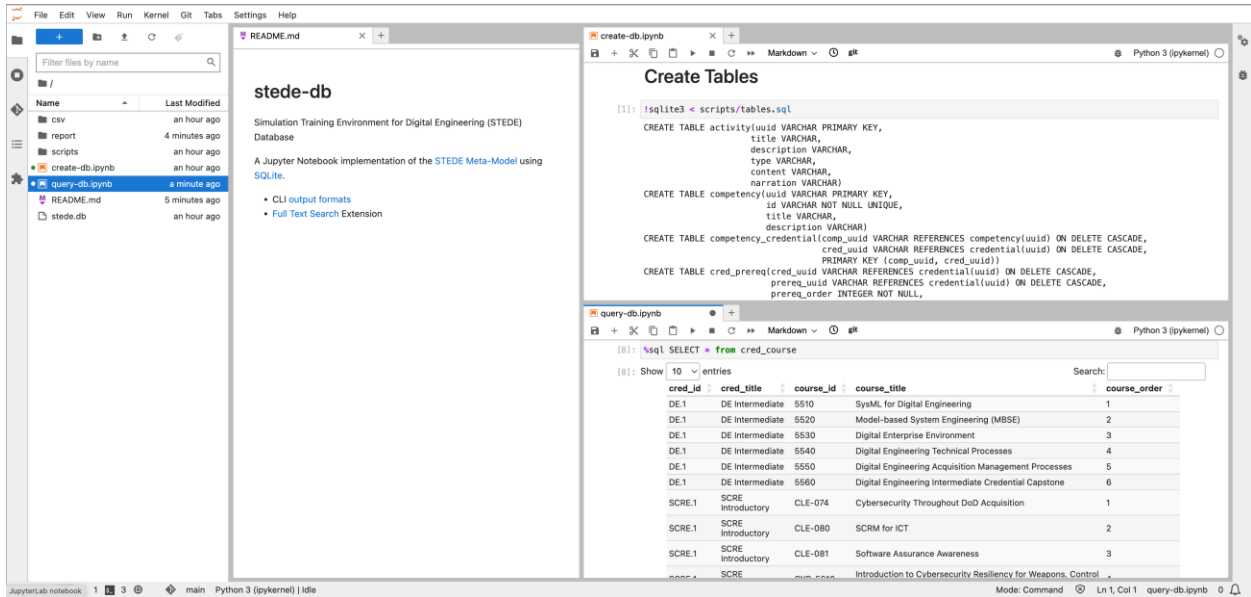 File Edit View Run Kernel Git Tabs Settings Help
+
Filter files by name
/
Name Last Modified
csv an hour ago
report 4 minutes ago
scripts an hour ago
create-db.ipynb an hour ago
query-db.ipynb a minute ago
README.md 5 minutes ago
stede.db an hour ago
README.md × +
stede-db
Simulation Training Environment for Digital Engineering (STEDE)
Database
A Jupyter Notebook implementation of the STEDE Meta-Model using
SQLite.
• CLI output formats
• Full Text Search Extension
create-db.ipynb × +
Markdown git Python 3 (ipykernel)
Create Tables
[1]: !sqlite3 < scripts/tables.sql
CREATE TABLE activity(uuid VARCHAR PRIMARY KEY,
title VARCHAR,
description VARCHAR,
type VARCHAR,
content VARCHAR,
narration VARCHAR)
CREATE TABLE competency(uuid VARCHAR PRIMARY KEY,
id VARCHAR NOT NULL UNIQUE,
title VARCHAR,
description VARCHAR)
CREATE TABLE competency_credential(comp_uuid VARCHAR REFERENCES competency(uuid) ON DELETE CASCADE,
cred_uuid VARCHAR REFERENCES credential(uuid) ON DELETE CASCADE,
PRIMARY KEY (comp_uuid, cred_uuid))
CREATE TABLE cred_prereq(cred_uuid VARCHAR REFERENCES credential(uuid) ON DELETE CASCADE,
prereq_uuid VARCHAR REFERENCES credential(uuid) ON DELETE CASCADE,
prereq_order INTEGER NOT NULL,
query-db.ipynb +
Markdown git Python 3 (ipykernel)
[8]: %sql SELECT * from cred_course
[8]: Show 10 entries Search:
cred_id cred_title course_id course_title course_order
DE.1 DE Intermediate 5510 SysML for Digital Engineering 1
DE.1 DE Intermediate 5520 Model-based System Engineering (MBSE) 2
DE.1 DE Intermediate 5530 Digital Enterprise Environment 3
DE.1 DE Intermediate 5540 Digital Engineering Technical Processes 4
DE.1 DE Intermediate 5550 Digital Engineering Acquisition Management Processes 5
DE.1 DE Intermediate 5560 Digital Engineering Intermediate Credential Capstone 6
SCRE.1 SCRE Introductory CLE-074 Cybersecurity Throughout DoD Acquisition 1
SCRE.1 SCRE Introductory CLE-080 SCRM for ICT 2
SCRE.1 SCRE Introductory CLE-081 Software Assurance Awareness 3
SCRE Introduction to Cybersecurity Resiliency for Weapons, Control
JupyterLab notebook 1 3 main Python 3 (ipykernel) | Idle Mode: Command Ln 1, Col 1 query-db.ipynb 0